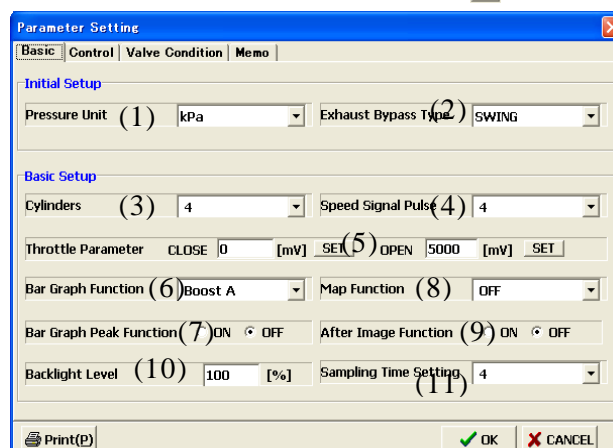 Parameter Setting
Basic Control Valve Condition Memo
Initial Setup
Pressure Unit (1) kPa Exhaust Bypass Type (2) SWING
Basic Setup
Cylinders (3) 4 Speed Signal Pulse (4) 4
Throttle Parameter CLOSE 0 [mV] SET (5) OPEN 5000 [mV] SET
Bar Graph Function (6) Boost A Map Function (8) OFF
Bar Graph Peak Function (7) ON OFF After Image Function (9) ON OFF
Backlight Level (10) 100 [%] Sampling Time Setting (11) 4
Print(P) OK CANCEL